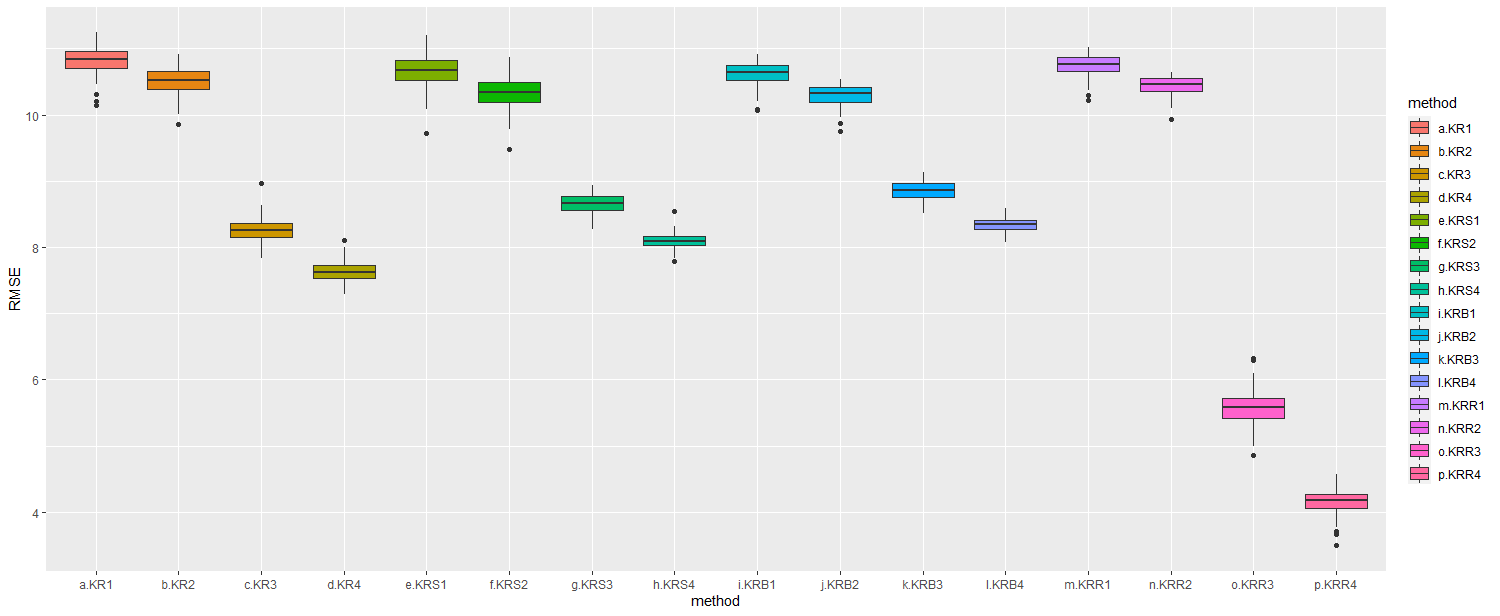 RMSE
10
8
6
4
a.KR1 b.KR2 c.KR3 d.KR4 e.KRS1 f.KRS2 g.KRS3 h.KRS4 i.KRB1 j.KRB2 k.KRB3 l.KRB4 m.KRR1 n.KRR2 o.KRR3 p.KRR4
method
method
a.KR1
b.KR2
c.KR3
d.KR4
e.KRS1
f.KRS2
g.KRS3
h.KRS4
i.KRB1
j.KRB2
k.KRB3
l.KRB4
m.KRR1
n.KRR2
o.KRR3
p.KRR4